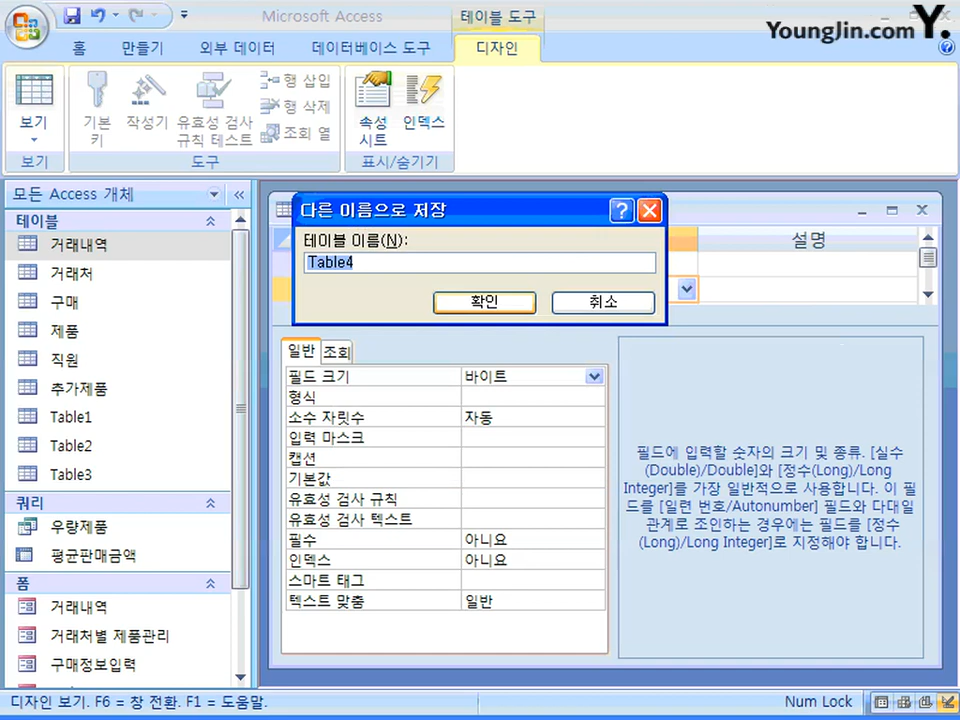 Microsoft Access
테이블 도구
YoungJin.com Y.
홈
만들기
외부 데이터
데이터베이스 도구
디자인
보기
기본
키
작성기
유효성 검사
규칙 테스트
행 삽입
행 삭제
조회 열
속성
시트
인덱스
보기
도구
표시/숨기기
모든 Access 개체
테이블
거래내역
거래처
구매
제품
직원
추가제품
Table1
Table2
Table3
쿼리
우량제품
평균판매금액
폼
거래내역
거래처별 제품관리
구매정보입력
다른 이름으로 저장
테이블 이름(N):
Table4
확인
취소
설명
일반
조회
필드 크기 바이트
형식
소수 자릿수 자동
입력 마스크
캡션
기본값
유효성 검사 규칙
유효성 검사 텍스트
필수 아니요
인덱스 아니요
스마트 태그
텍스트 맞춤 일반
필드에 입력할 숫자의 크기 및 종류. [실수
(Double)/Double]와 [정수(Long)/Long
Integer]를 가장 일반적으로 사용합니다. 이 필
드를 [일련 번호/Autonumber] 필드와 다대일
관계로 조인하는 경우에는 필드를 [정수
(Long)/Long Integer]로 지정해야 합니다.
디자인 보기. F6 = 창 전환. F1 = 도움말.
Num Lock